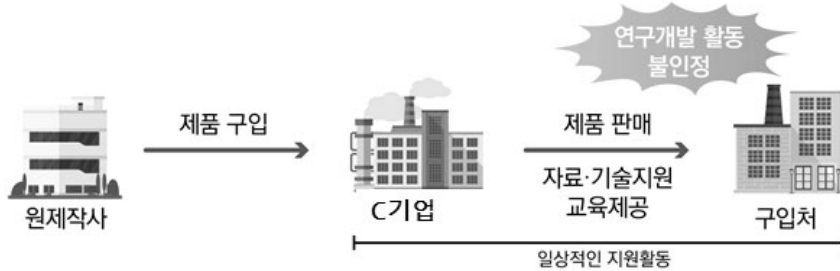 연구개발 활동
불인정
제품 구입
제품 판매
자료·기술지원
교육제공
원제작사
C기업
구입처
일상적인 지원활동